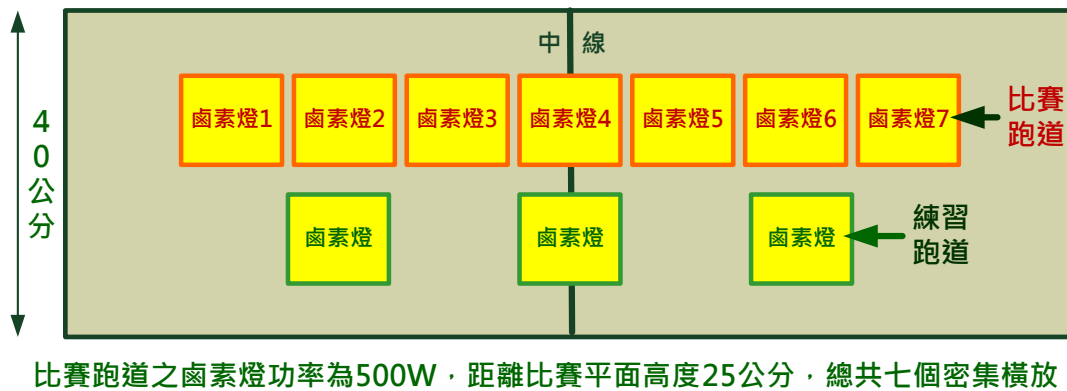 中 線
鹵素燈1 鹵素燈2 鹵素燈3 鹵素燈4 鹵素燈5 鹵素燈6 鹵素燈7
比賽
跑道
40公分
鹵素燈 鹵素燈 鹵素燈
練習
跑道
比賽跑道之鹵素燈功率為500W，距離比賽平面高度25公分，總共七個密集橫放